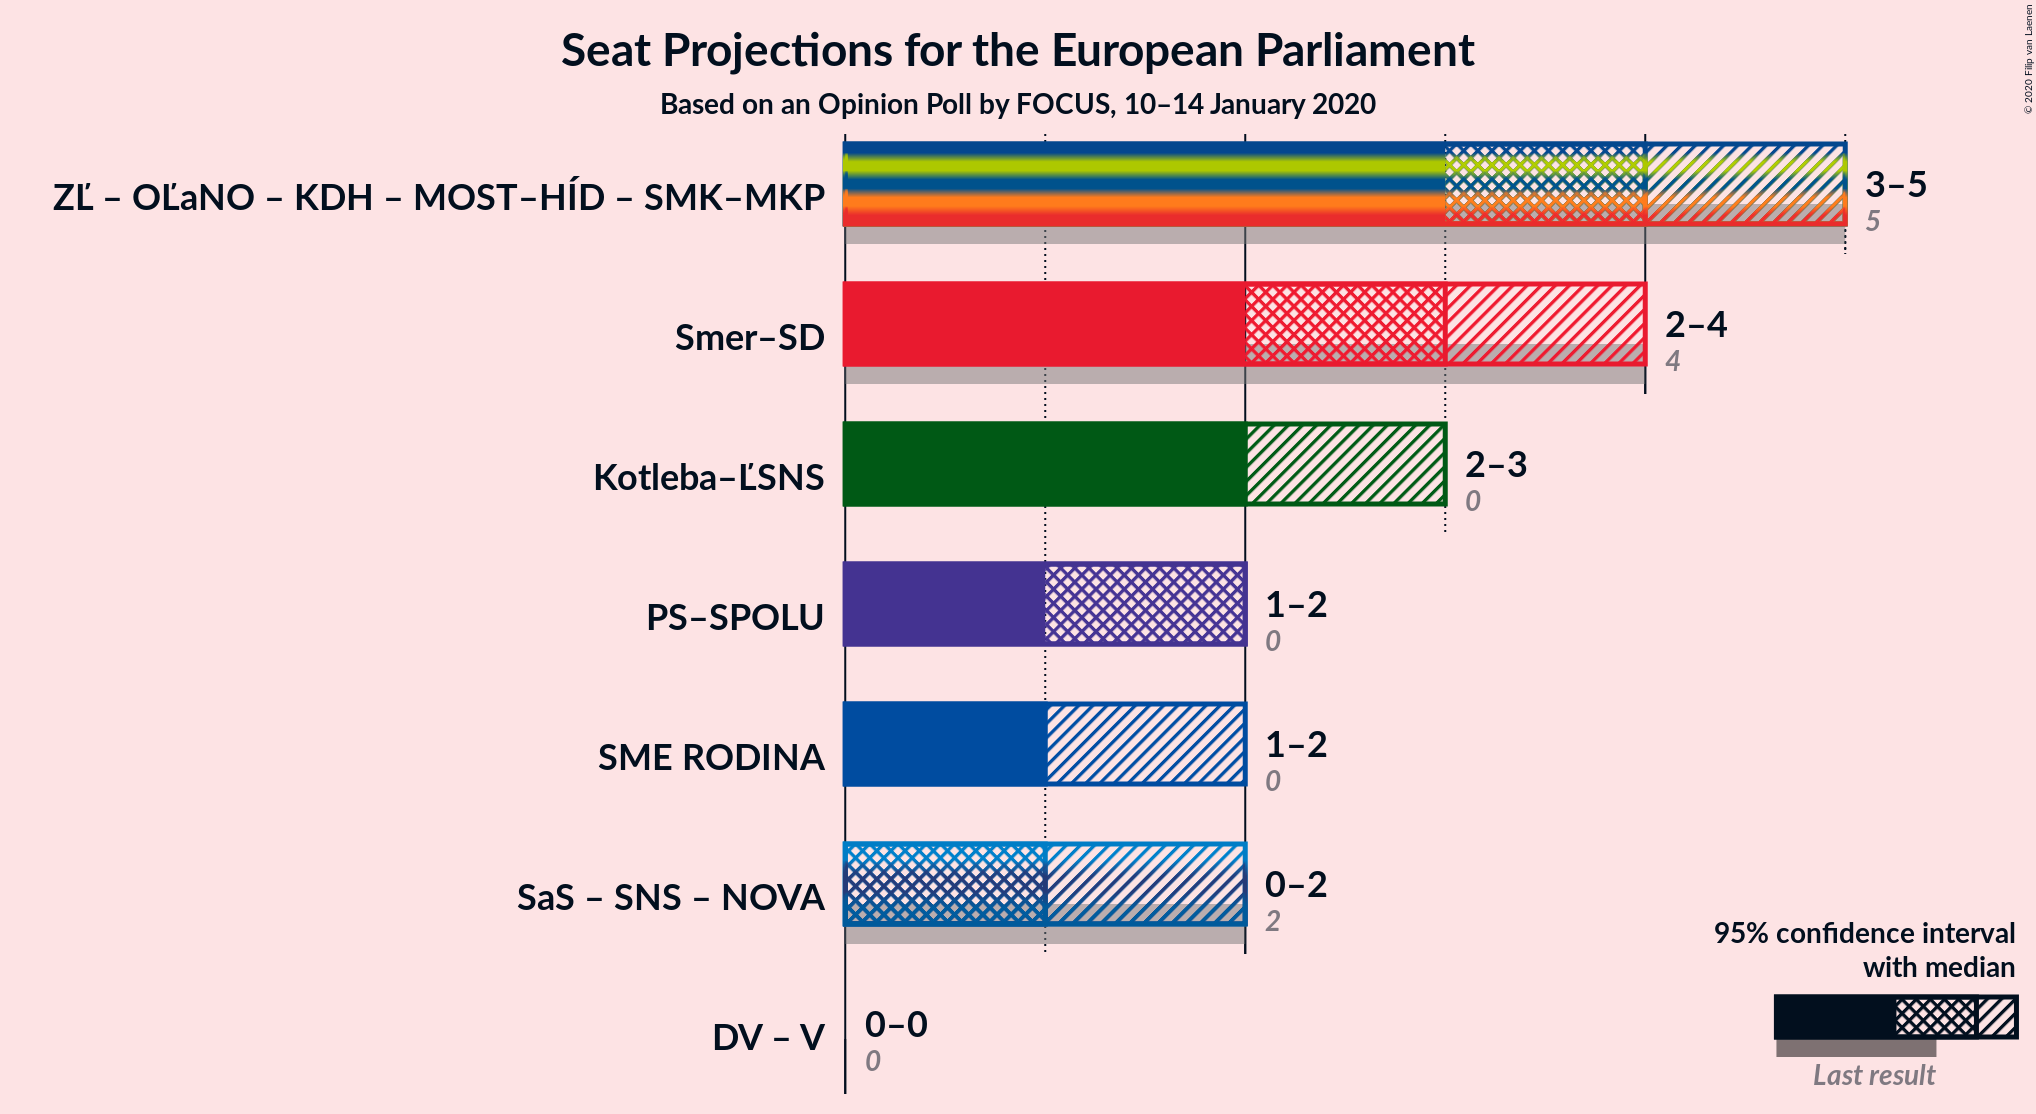 Seat Projections for the European Parliament
Based on an Opinion Poll by FOCUS, 10–14 January 2020
© 2020 Filip van Laenen
ZĽ – OĽaNO – KDH – MOST–HÍD – SMK–MKP
3–5
5
Smer–SD
2–4
4
Kotleba–ĽSNS
2–3
0
PS–SPOLU
1–2
0
SME RODINA
1–2
0
SaS – SNS – NOVA
0–2
2
DV – V
0–0
0
95% confidence interval
with median
Last result